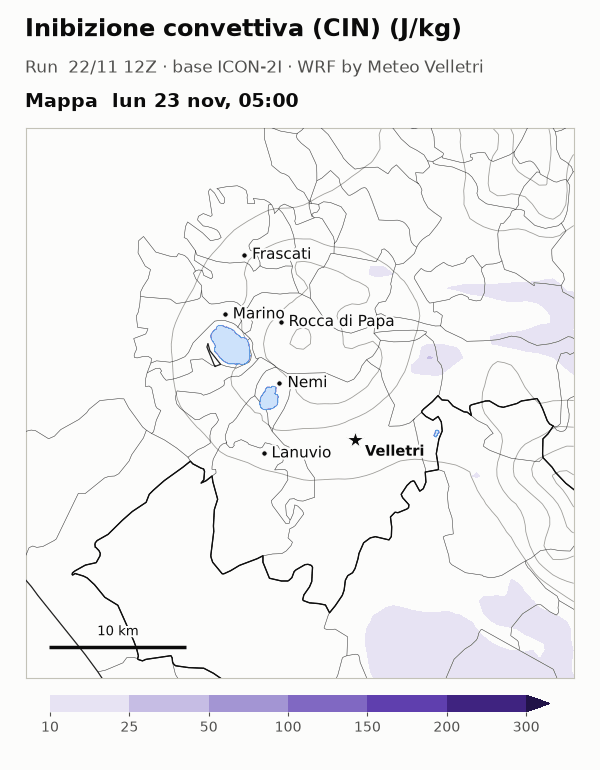 Inibizione convettiva (CIN) (J/kg)
Run  22/11 12Z · base ICON-2I · WRF by Meteo Velletri
Mappa  lun 23 nov, 05:00
Frascati
Marino
Rocca di Papa
Nemi
Lanuvio
Velletri
10 km
10 25 50 100 150 200 300